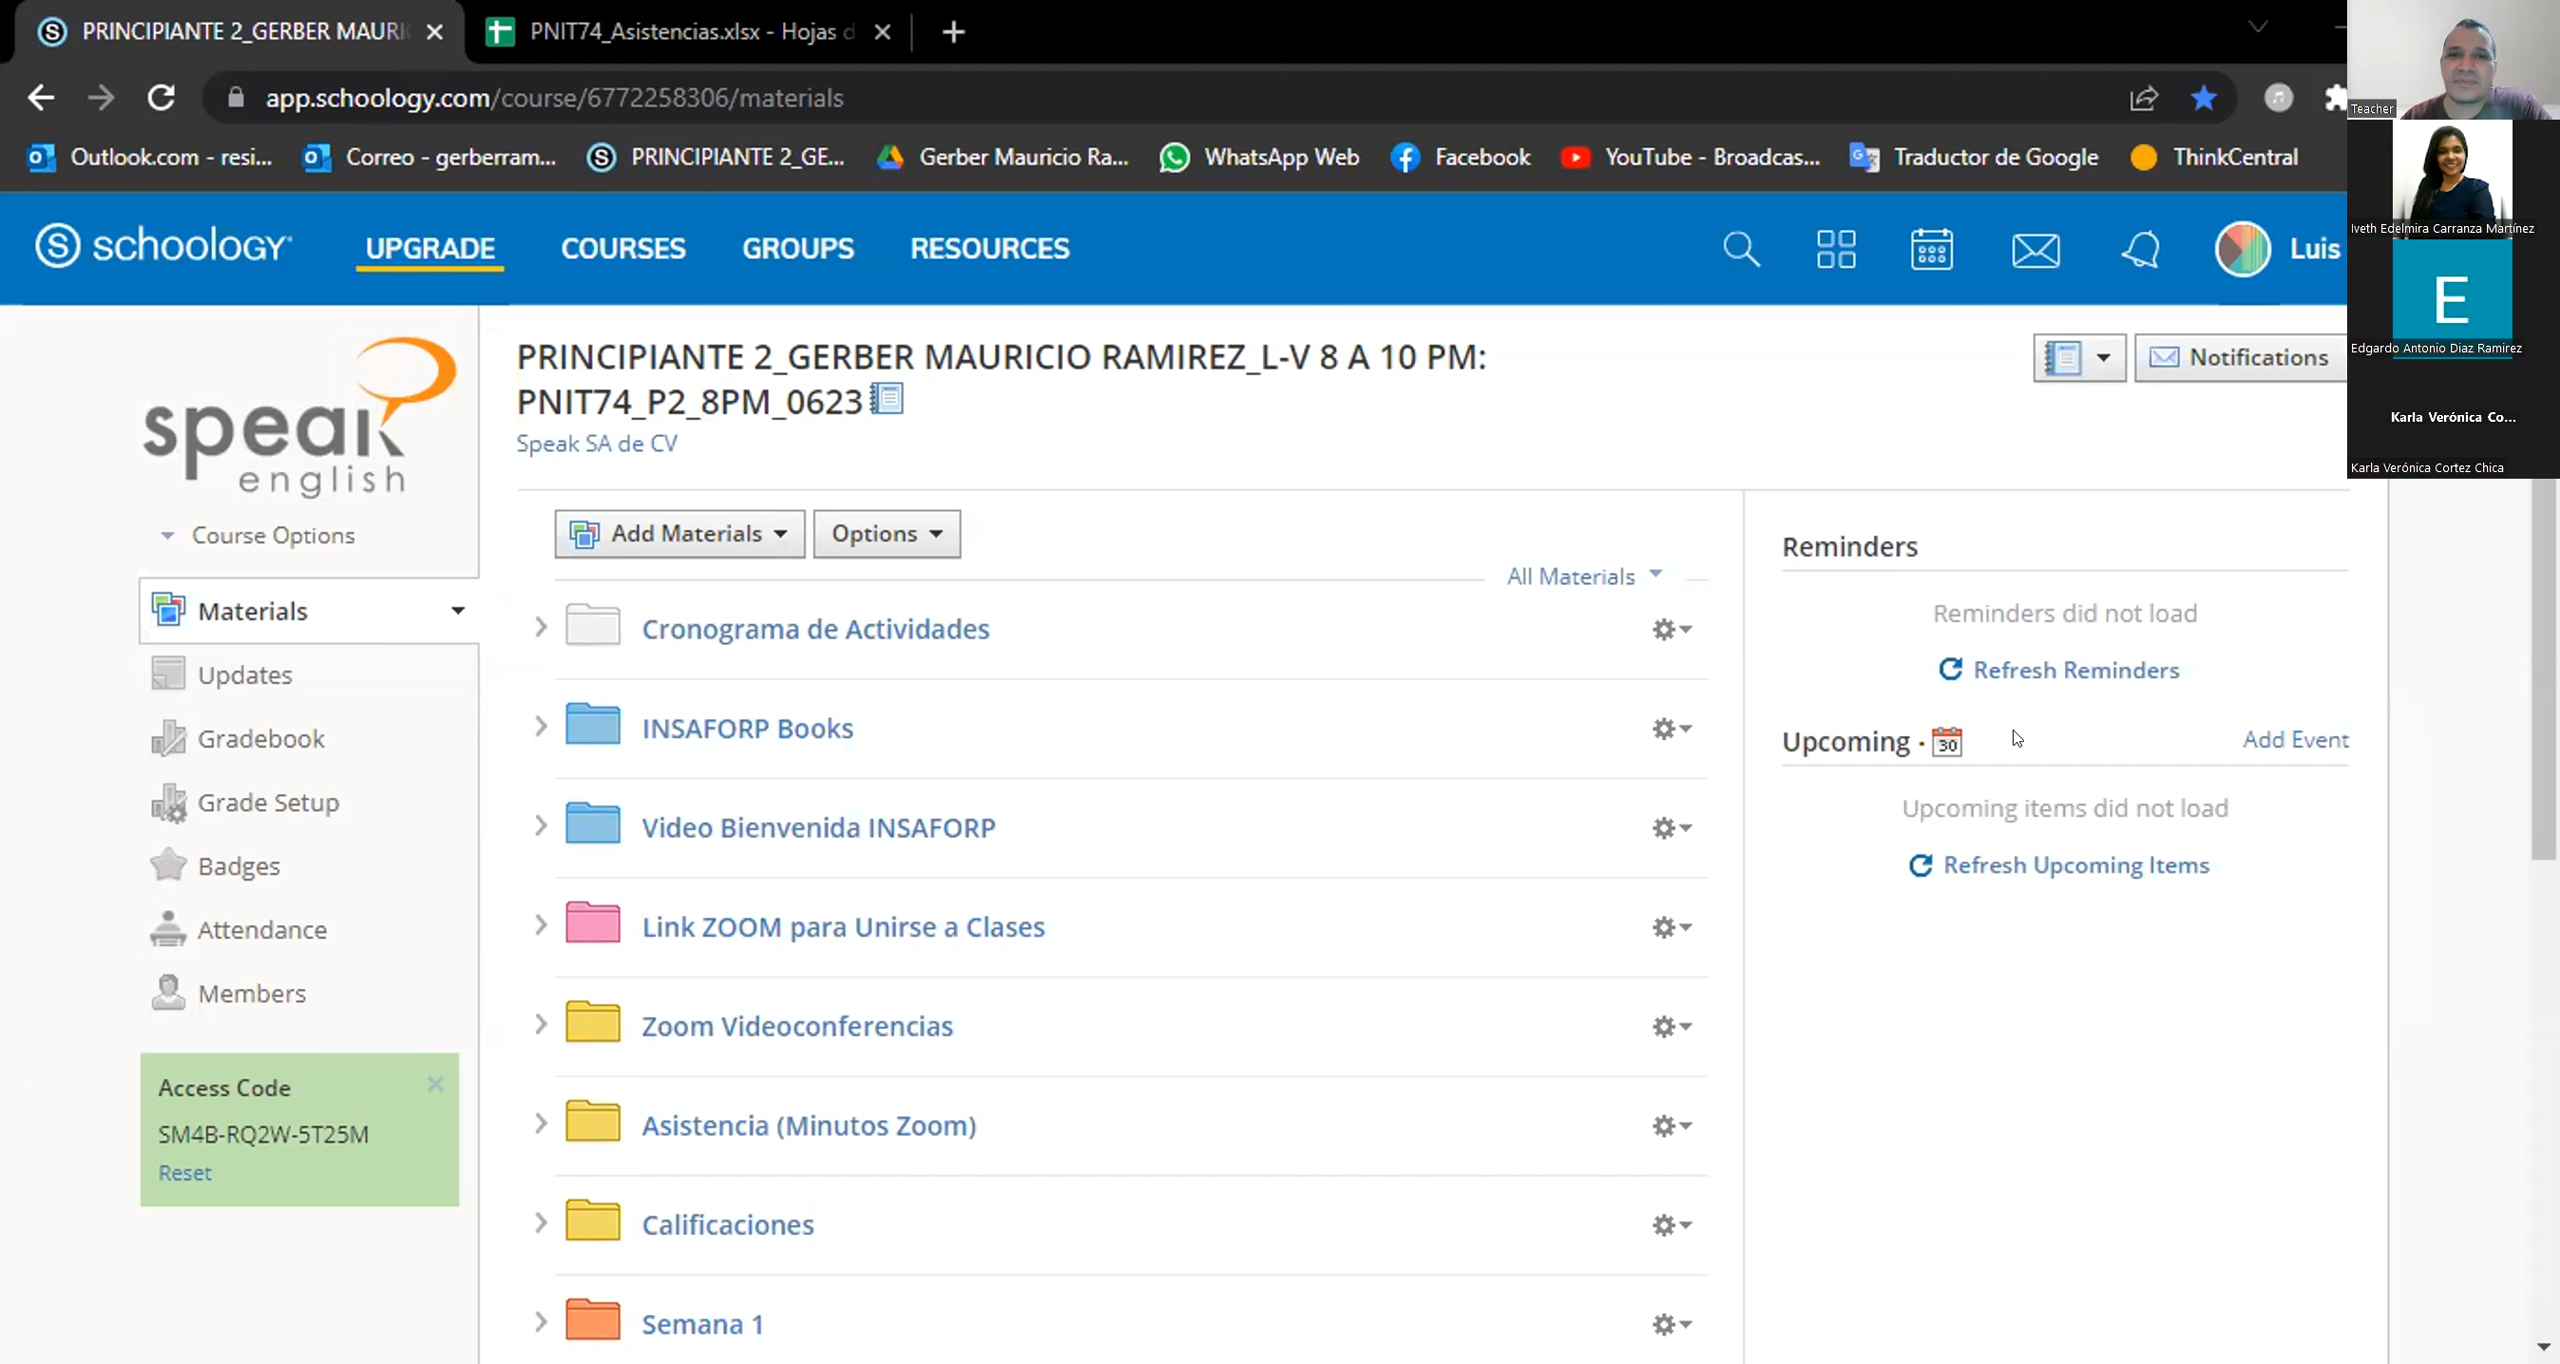 PRINCIPIANTE 2_GERBER MAURI
PNIT74_Asistencias.xlsx - Hojas d
app.schoology.com/course/6772258306/materials
Outlook.com - resi...
Correo - gerberram...
PRINCIPIANTE 2_GE...
Gerber Mauricio Ra...
WhatsApp Web
Facebook
YouTube - Broadcas...
Traductor de Google
ThinkCentral
Teacher
Iveth Edelmira Carranza Martínez
E
Edgardo Antonio Diaz Ramirez
Karla Verónica Co...
Karla Verónica Cortez Chica
schoology
UPGRADE
COURSES
GROUPS
RESOURCES
Luis
speak
english
Course Options
Materials
Updates
Gradebook
Grade Setup
Badges
Attendance
Members
Access Code
SM4B-RQ2W-5T25M
Reset
PRINCIPIANTE 2_GERBER MAURICIO RAMIREZ_L-V 8 A 10 PM:
PNIT74_P2_8PM_0623
Speak SA de CV
Notifications
Add Materials
Options
All Materials
Cronograma de Actividades
INSAFORP Books
Video Bienvenida INSAFORP
Link ZOOM para Unirse a Clases
Zoom Videoconferencias
Asistencia (Minutos Zoom)
Calificaciones
Semana 1
Reminders
Reminders did not load
Refresh Reminders
Upcoming · 30
Add Event
Upcoming items did not load
Refresh Upcoming Items